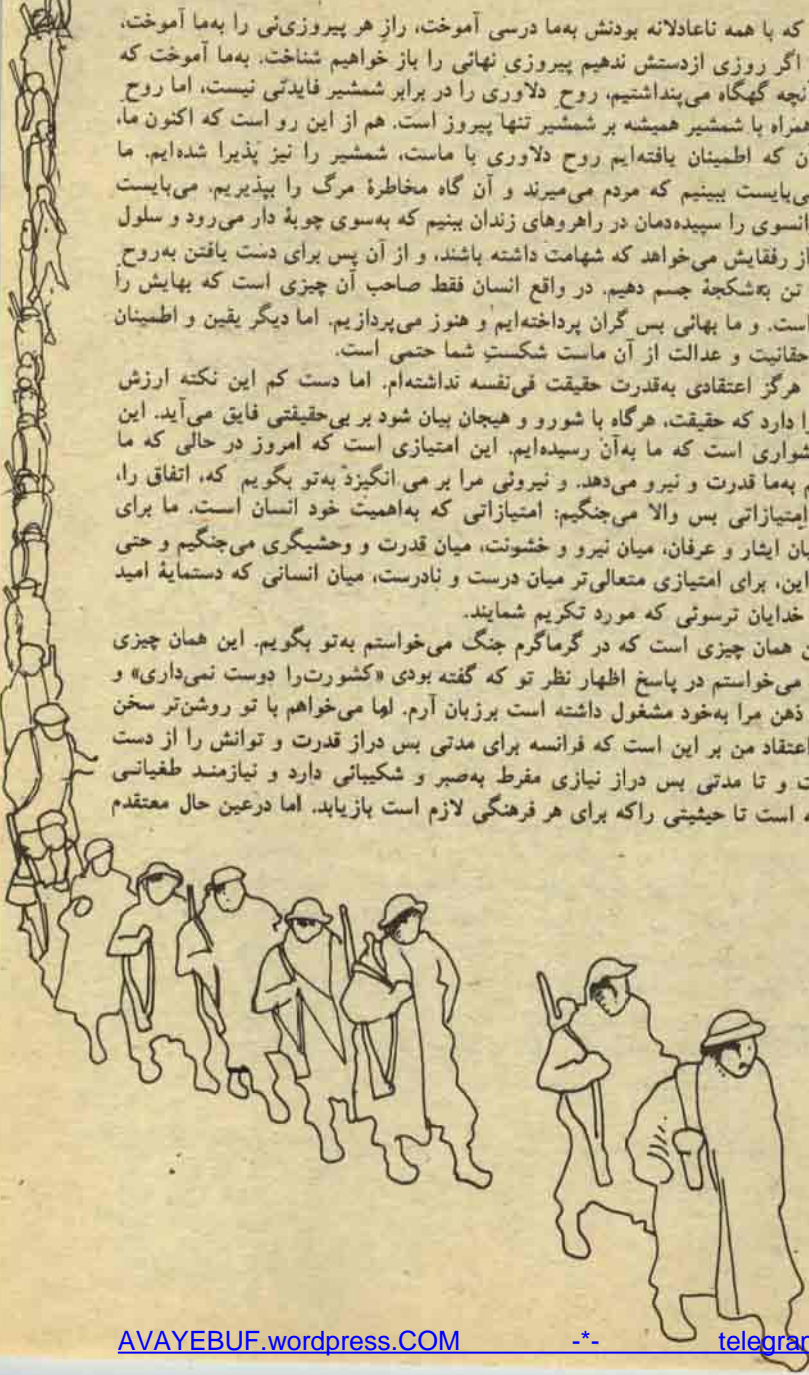 که با همه ناعادلانه بودنش به‌ما درسی آموخت، رازِ هر پیروزی‌ئی را به‌ما آموخت،
اگر روزی ازدستش ندهیم پیروزی نهائی را باز خواهیم شناخت. به‌ما آموخت که
نچه گهگاه می‌پنداشتیم، روحِ دلاوری را در برابر شمشیر فایدتی نیست، اما روح
همراه با شمشیر همیشه بر شمشیر تنها پیروز است. هم از این رو است که اکنون ما،
ن که اطمینان یافته‌ایم روح دلاوری با ماست، شمشیر را نیز پذیرا شده‌ایم. ما
می‌بایست ببینیم که مردم می‌میرند و آن گاه مخاطرهٔ مرگ را بپذیریم. می‌بایست
انسوی را سپیده‌دمان در راهروهای زندان بینیم که به‌سوی چوبهٔ دار می‌رود و سلول
از رفقایش می‌خواهد که شهامت داشته باشند، و از آن پس برای دست یافتن به‌روح
تن به‌شکجهٔ جسم دهیم. در واقع انسان فقط صاحب آن چیزی است که بهایش را
است. و ما بهائی بس گران پرداخته‌ایم و هنوز می‌پردازیم. اما دیگر یقین و اطمینان
حقانیت و عدالت از آن ماست شکستِ شما حتمی است.
هرگز اعتقادی به‌قدرت حقیقت فی‌نفسه نداشته‌ام. اما دست کم این نکته ارزش
را دارد که حقیقت، هرگاه با شورو و هیجان بیان شود بر بی‌حقیقتی فایق می‌آید. این
شواری است که ما به‌آن رسیده‌ایم. این امتیازی است که امروز در حالی که ما
م به‌ما قدرت و نیرو می‌دهد. و نیروئی مرا بر می‌انگیزد به‌تو بگویم که، اتفاق را،
امتیازاتی بس والا می‌جنگیم: امتیازاتی که به‌اهمیت خود انسان است. ما برای
یان ایثار و عرفان، میان نیرو و خشونت، میان قدرت و وحشیگری می‌جنگیم و حتی
این، برای امتیازی متعالی‌تر میان درست و نادرست، میان انسانی که دستمایهٔ امید
خدایان ترسوئی که مورد تکریم شمایند.
ن همان چیزی است که در گرماگرم جنگ می‌خواستم به‌تو بگویم. این همان چیزی
می‌خواستم در پاسخ اظهار نظر تو که گفته بودی «کشورت‌را دوست نمی‌داری» و
ذهن مرا به‌خود مشغول داشته است برزبان آرم. اما می‌خواهم با تو روشن‌تر سخن
اعتقاد من بر این است که فرانسه برای مدتی بس دراز قدرت و توانش را از دست
ت و تا مدتی بس دراز نیازی مفرط به‌صبر و شکیبائی دارد و نیازمند طغیانی
ه است تا حیثیتی راکه برای هر فرهنگی لازم است بازیابد. اما درعین حال معتقدم
AVAYEBUF.wordpress.COM -*- telegram